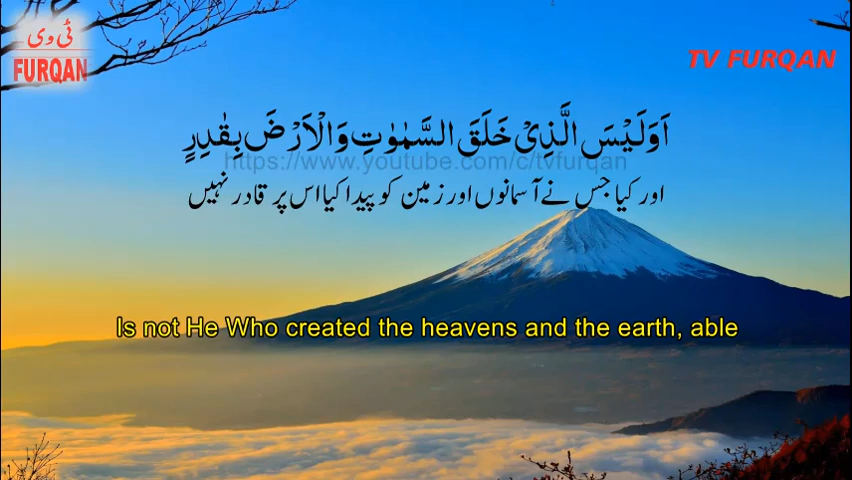 ٹی وی
FURQAN
TV FURQAN
اَوَلَيْسَ الَّذِىْ خَلَقَ السَّمٰوٰتِ وَالْاَرْضَ بِقٰدِرٍ
https://www.youtube.com/c/tvfurqan
اور کیا جس نے آسمانوں اور زمین کو پیدا کیا اس پر قادر نہیں
Is not He Who created the heavens and the earth, able